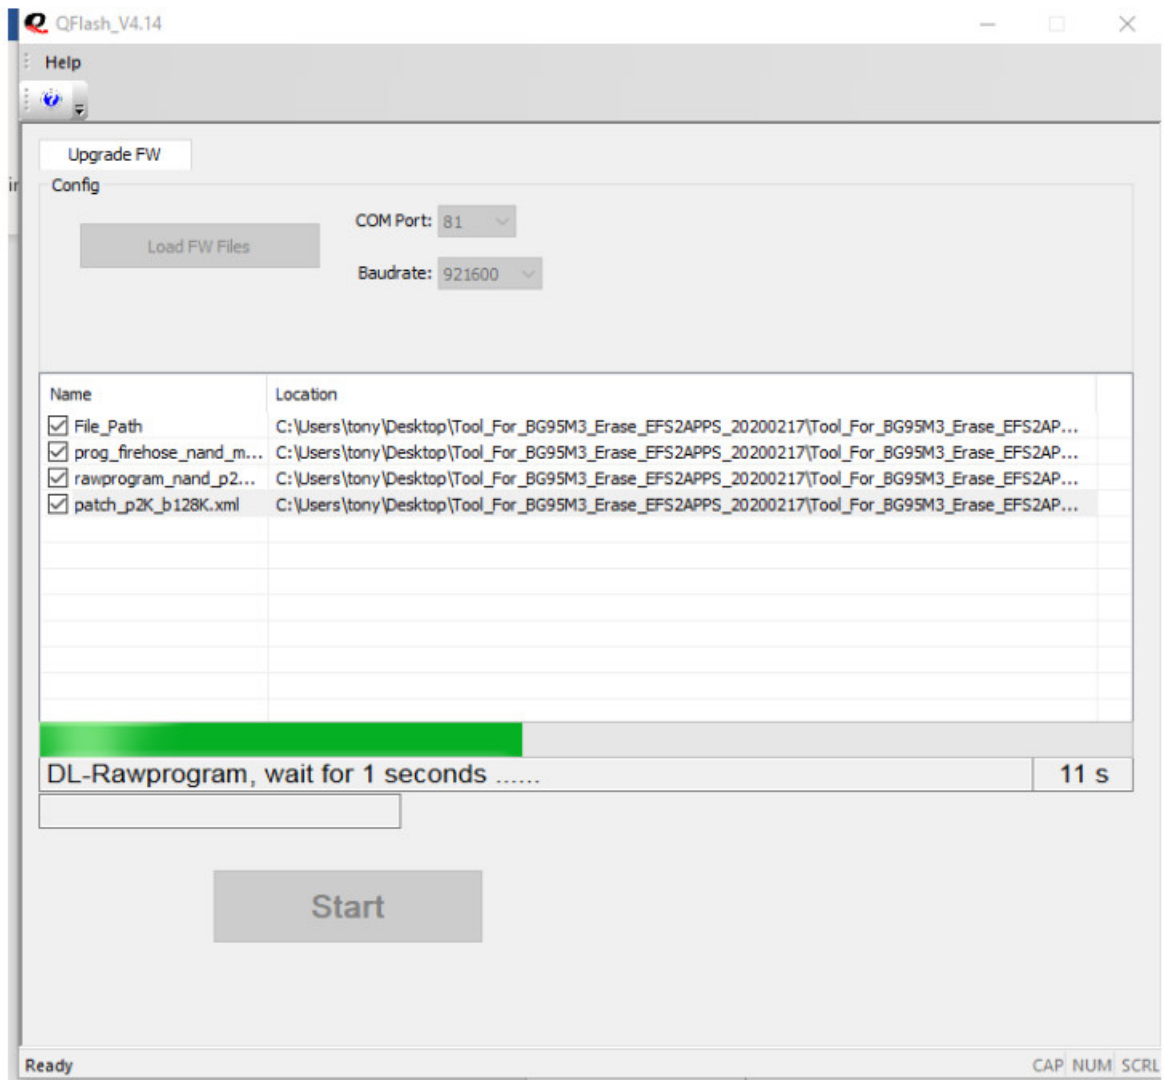 QFlash_V4.14
Help
Upgrade FW
Config
Load FW Files
COM Port: 81
Baudrate: 921600
Name Location
File_Path C:\Users\tony\Desktop\Tool_For_BG95M3_Erase_EFS2APPS_20200217\Tool_For_BG95M3_Erase_EFS2AP...
prog_firehose_nand_m... C:\Users\tony\Desktop\Tool_For_BG95M3_Erase_EFS2APPS_20200217\Tool_For_BG95M3_Erase_EFS2AP...
rawprogram_nand_p2... C:\Users\tony\Desktop\Tool_For_BG95M3_Erase_EFS2APPS_20200217\Tool_For_BG95M3_Erase_EFS2AP...
patch_p2K_b128K.xml C:\Users\tony\Desktop\Tool_For_BG95M3_Erase_EFS2APPS_20200217\Tool_For_BG95M3_Erase_EFS2AP...
DL-Rawprogram, wait for 1 seconds ...... 11 s
Start
Ready CAP NUM SCRL